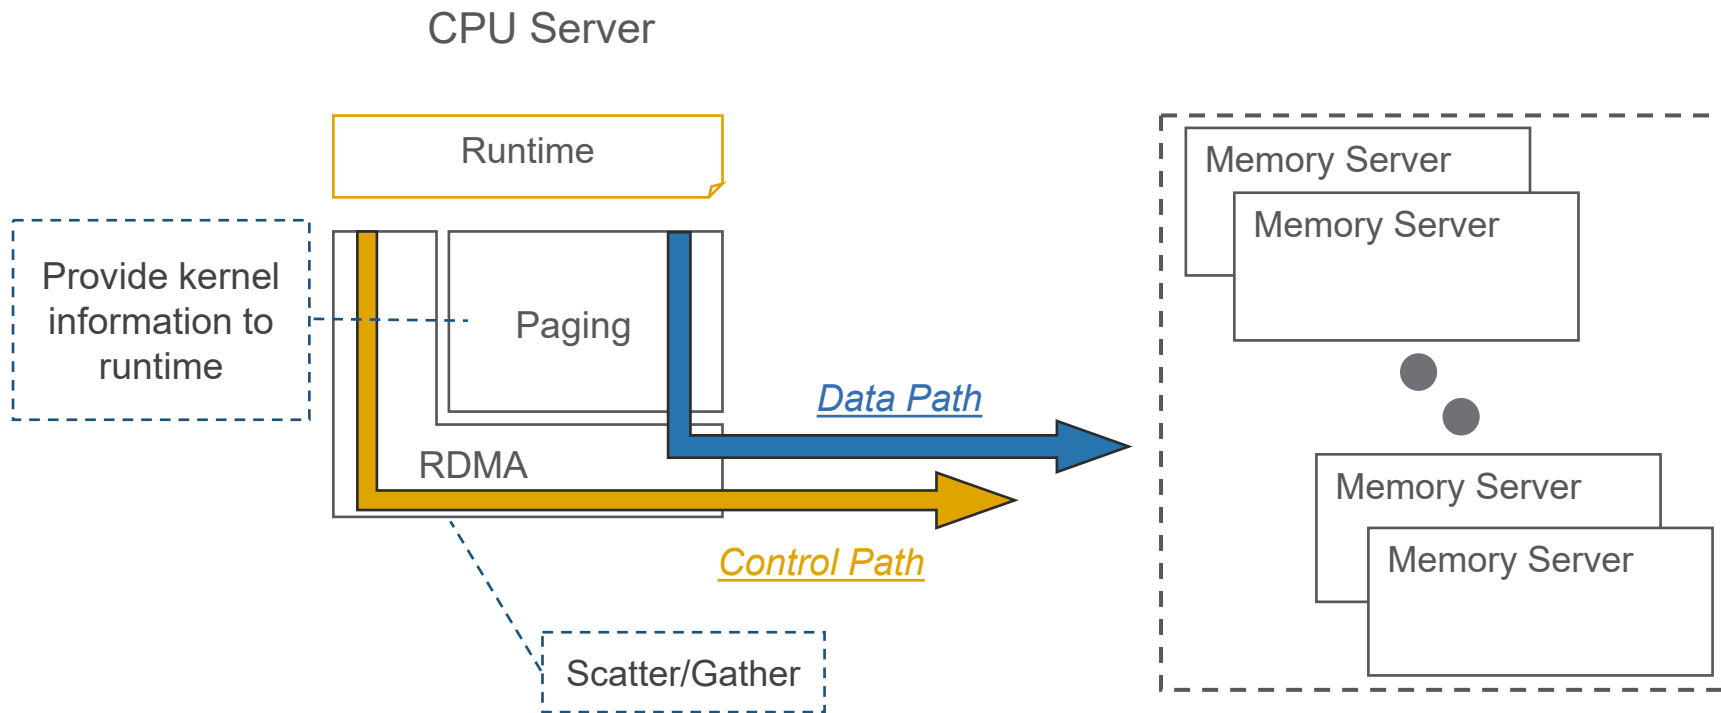 CPU Server
Runtime
Memory Server
Memory Server
Provide kernel
information to
runtime
Paging
Data Path
RDMA
Memory Server
Control Path
Memory Server
Scatter/Gather